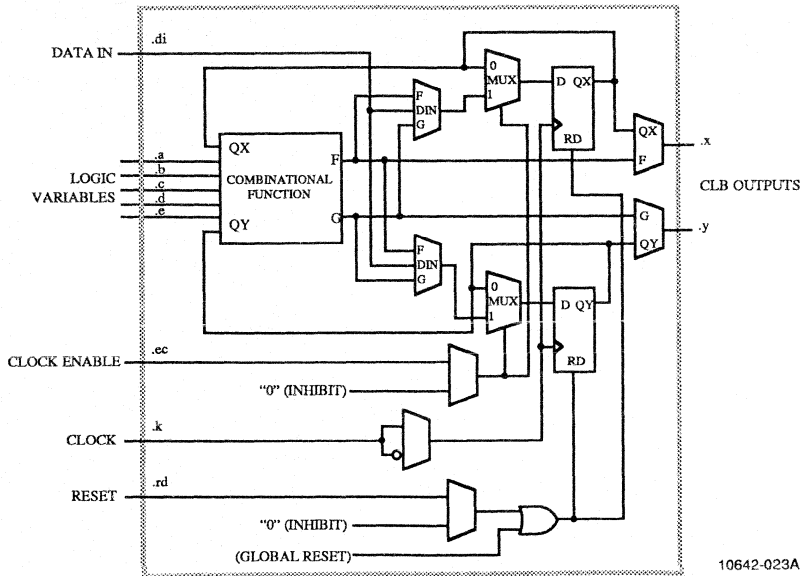 DATA IN
.di
0
MUX
1
D QX
RD
F
DIN
G
QX
F
.x
QX
COMBINATIONAL
FUNCTION
QY
F
G
LOGIC
VARIABLES
.a
.b
.c
.d
.e
CLB OUTPUTS
G
QY
.y
F
DIN
G
0
MUX
1
D QY
RD
CLOCK ENABLE
.ec
"0" (INHIBIT)
CLOCK
.k
RESET
.rd
"0" (INHIBIT)
(GLOBAL RESET)
10642-023A